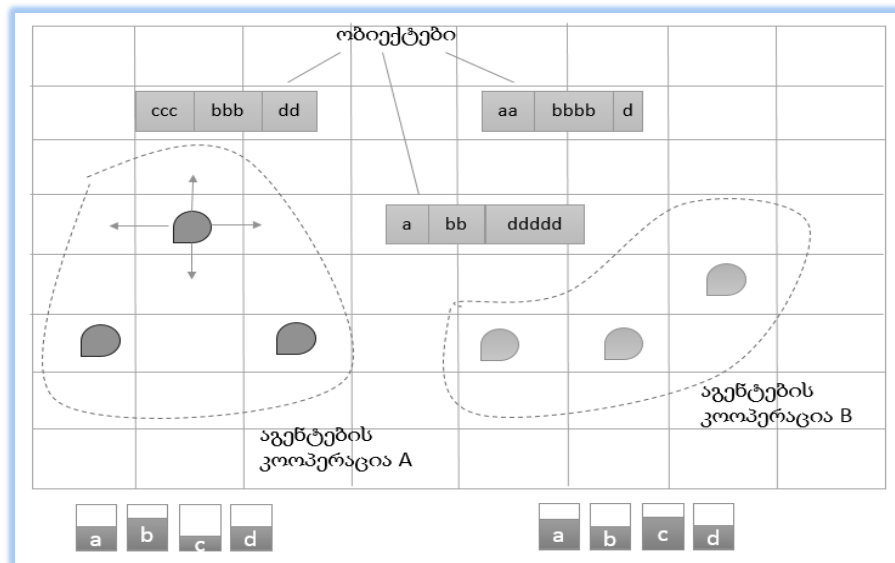 ობიექტები
ccc bbb dd
aa bbbb d
a bb ddddd
აგენტების
კოოპერაცია B
აგენტების
კოოპერაცია A
a b c d
a b c d